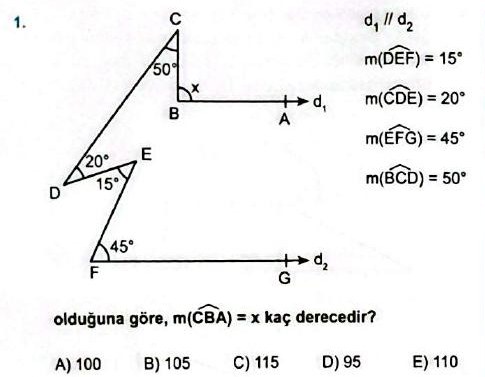 1.
C
50°
x
B
A
d₁
20°
E
15°
D
45°
F
G
d₂
d₁ // d₂
m(DEF) = 15°
m(CDE) = 20°
m(EFG) = 45°
m(BCD) = 50°
olduğuna göre, m(CBA) = x kaç derecedir?
A) 100 B) 105 C) 115 D) 95 E) 110